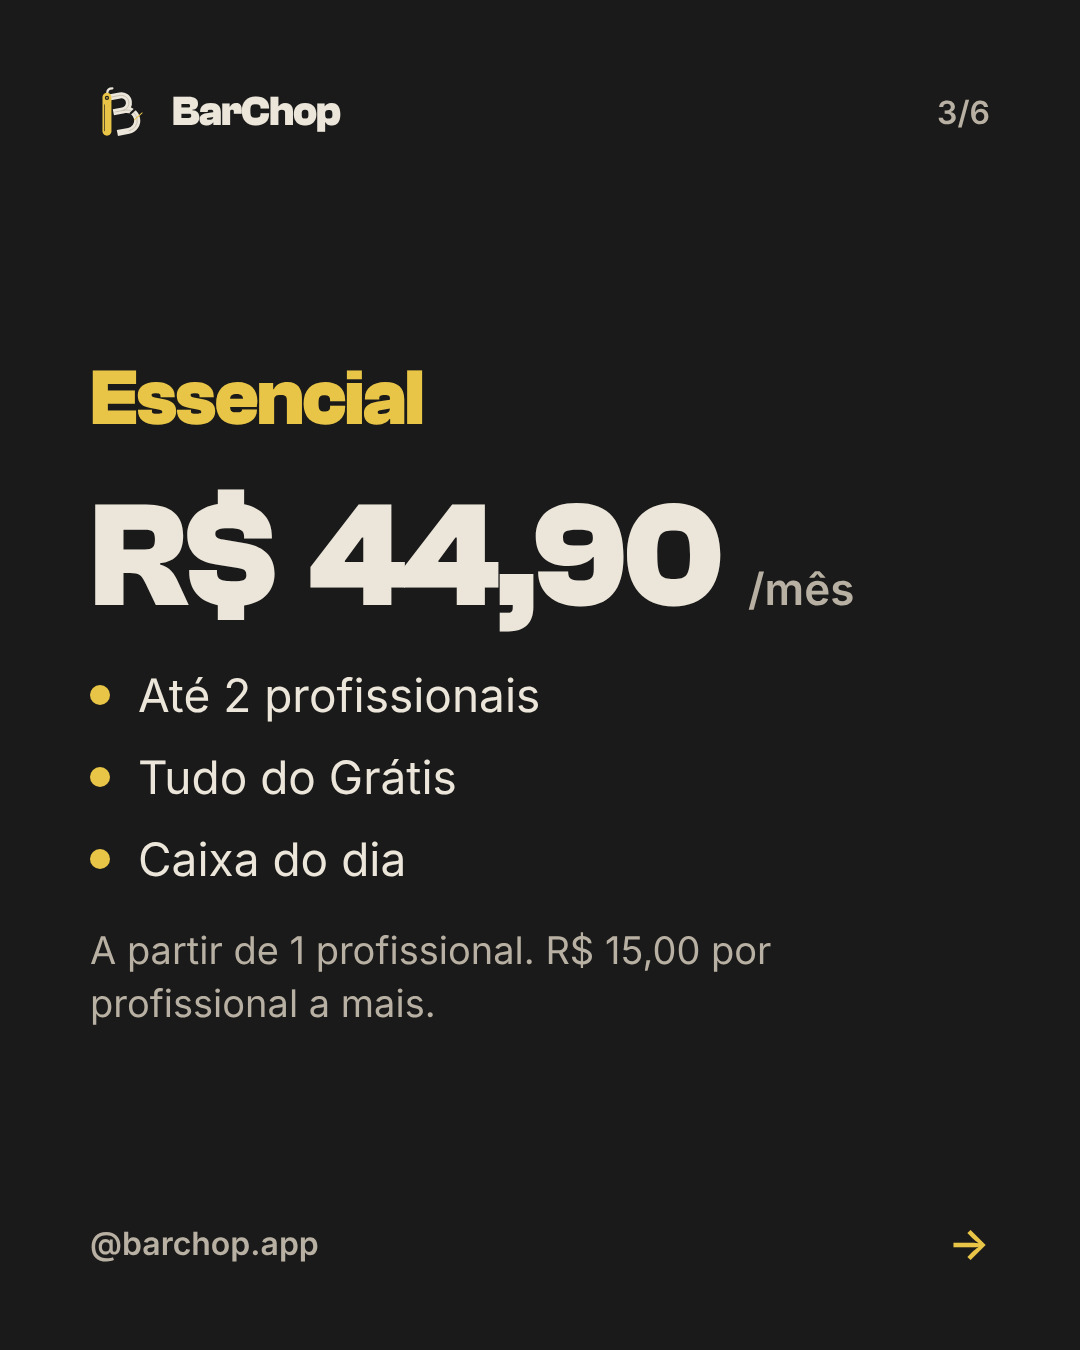 BarChop
3/6
Essencial
R$ 44,90 /mês
Até 2 profissionais
Tudo do Grátis
Caixa do dia
A partir de 1 profissional. R$ 15,00 por
profissional a mais.
@barchop.app